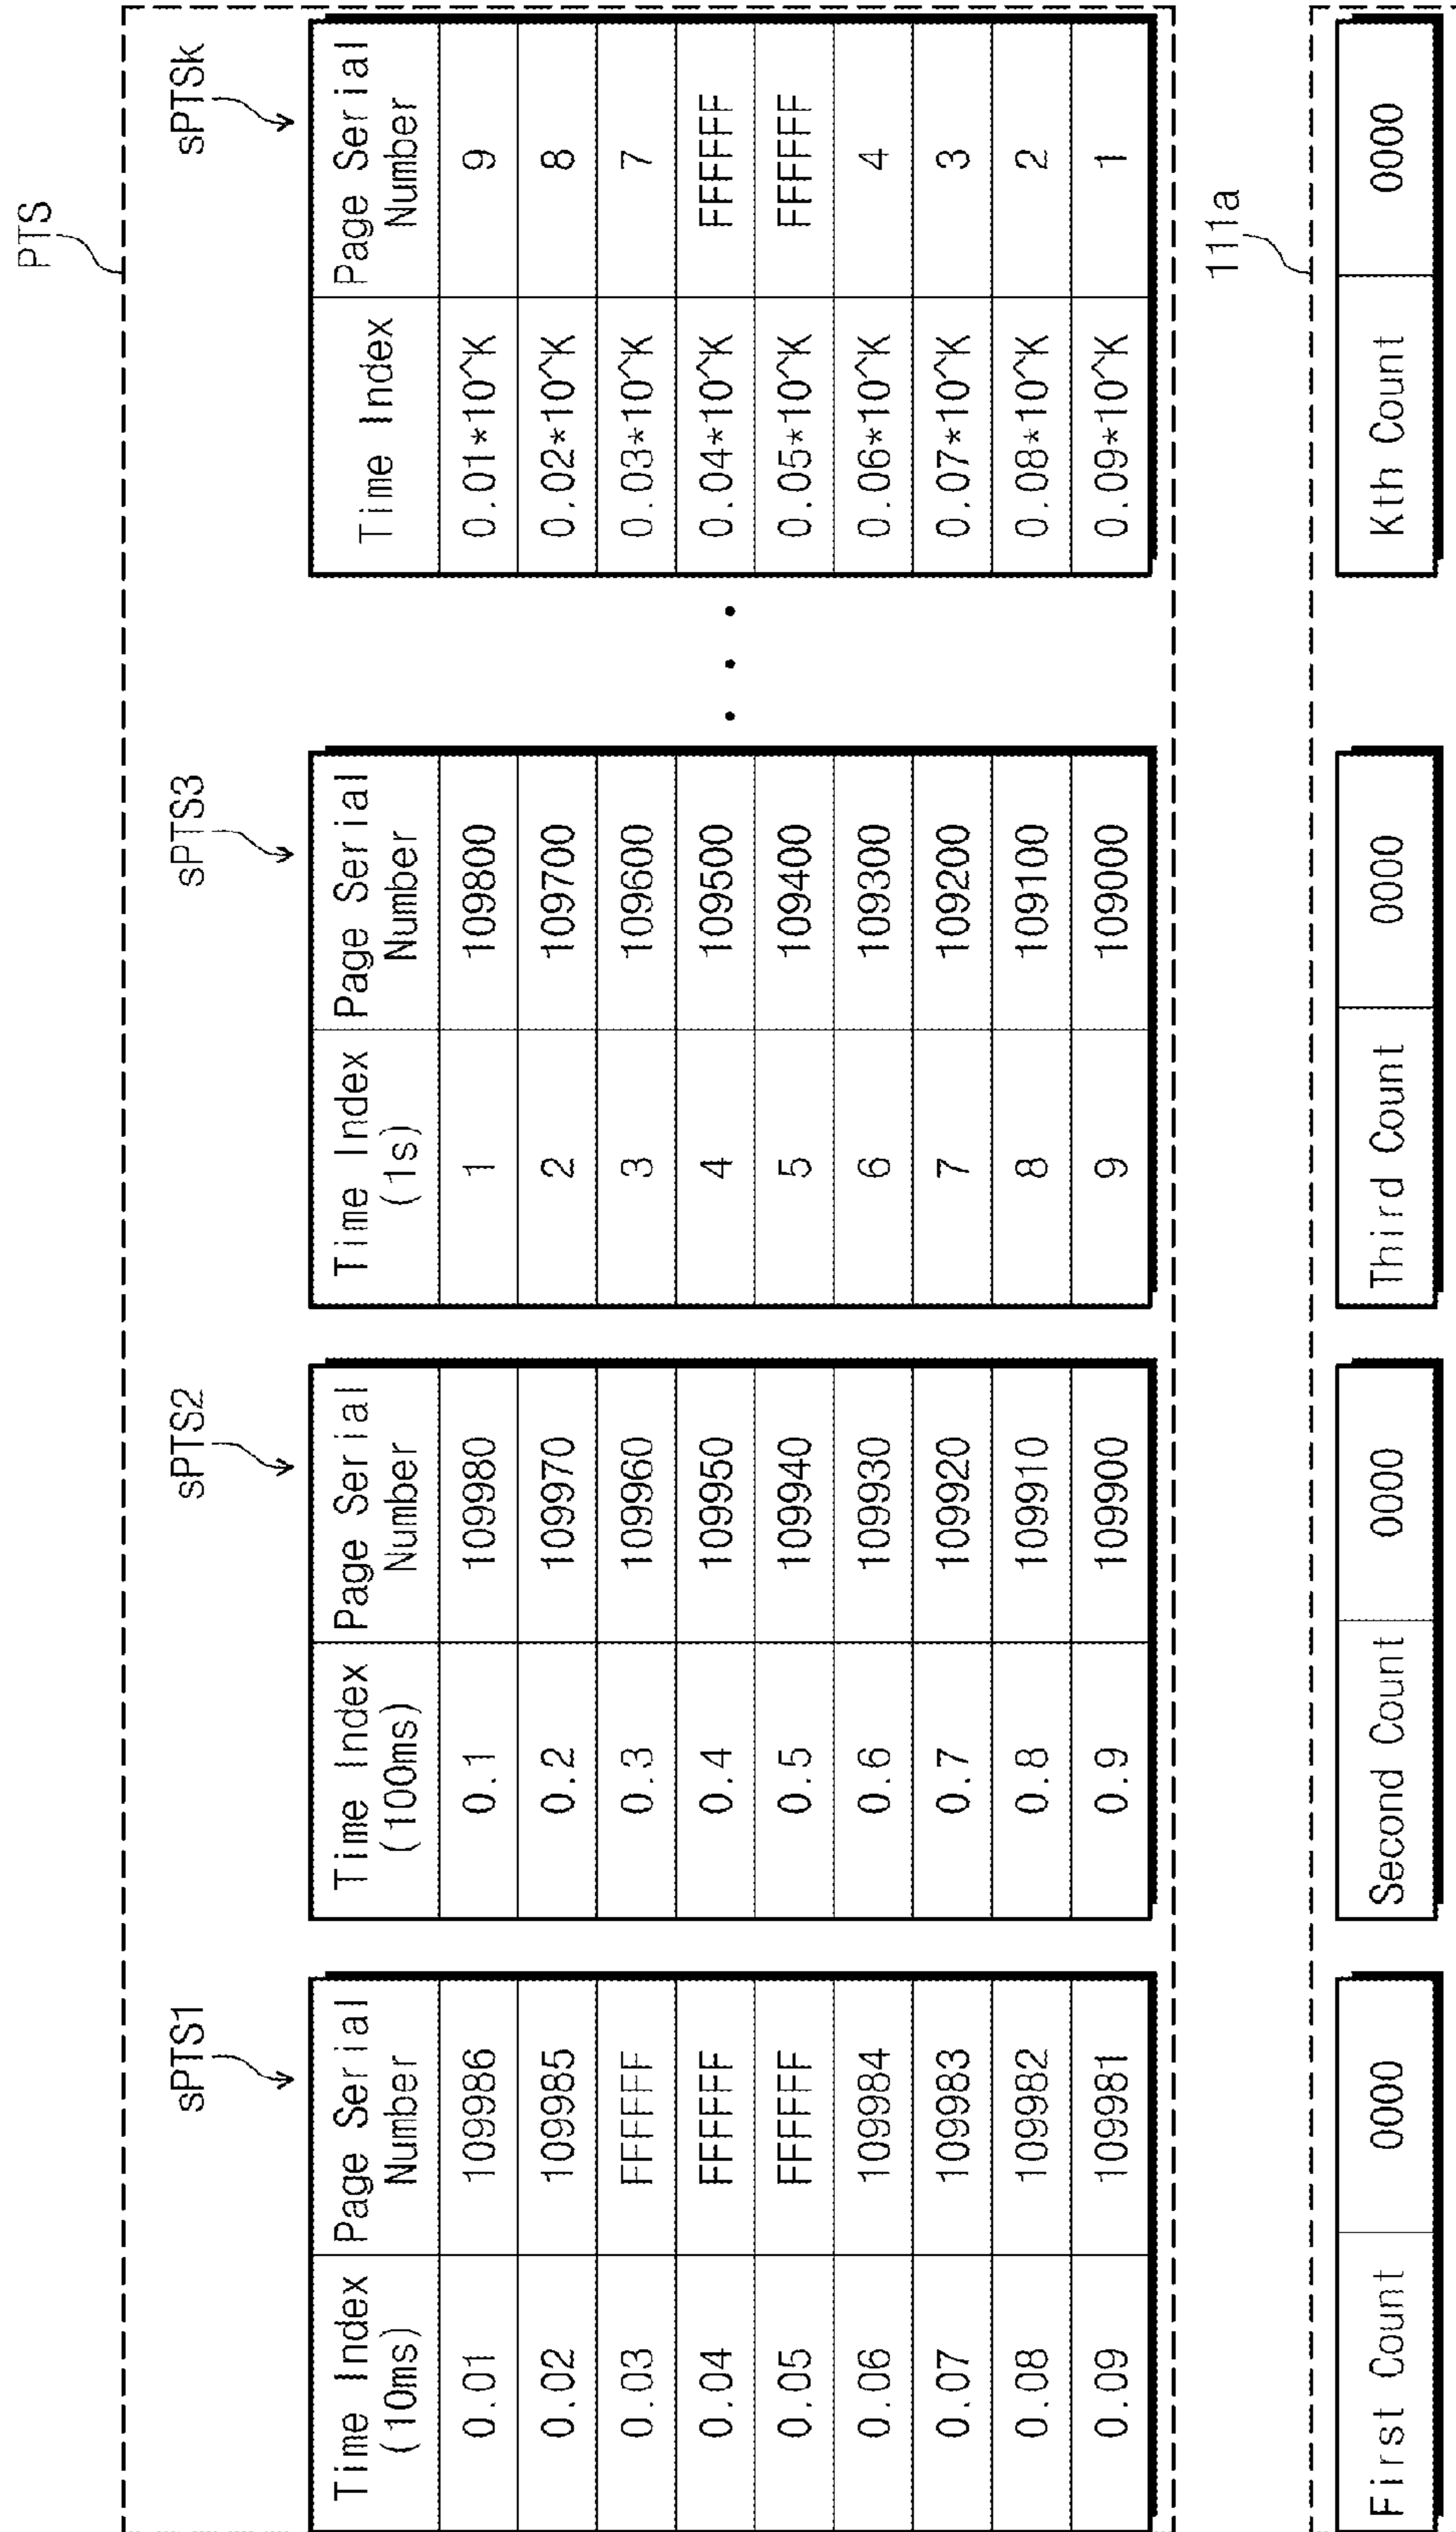 PTS
sPTS1
Time Index (10ms) Page Serial Number
0.01 109986
0.02 109985
0.03 FFFFFF
0.04 FFFFFF
0.05 FFFFFF
0.06 109984
0.07 109983
0.08 109982
0.09 109981
sPTS2
Time Index (100ms) Page Serial Number
0.1 109980
0.2 109970
0.3 109960
0.4 109950
0.5 109940
0.6 109930
0.7 109920
0.8 109910
0.9 109900
sPTS3
Time Index (1s) Page Serial Number
1 109800
2 109700
3 109600
4 109500
5 109400
6 109300
7 109200
8 109100
9 109000
• • •
sPTSk
Time Index Page Serial Number
0.01*10^K 9
0.02*10^K 8
0.03*10^K 7
0.04*10^K FFFFFF
0.05*10^K FFFFFF
0.06*10^K 4
0.07*10^K 3
0.08*10^K 2
0.09*10^K 1
111a
First Count 0000
Second Count 0000
Third Count 0000
Kth Count 0000